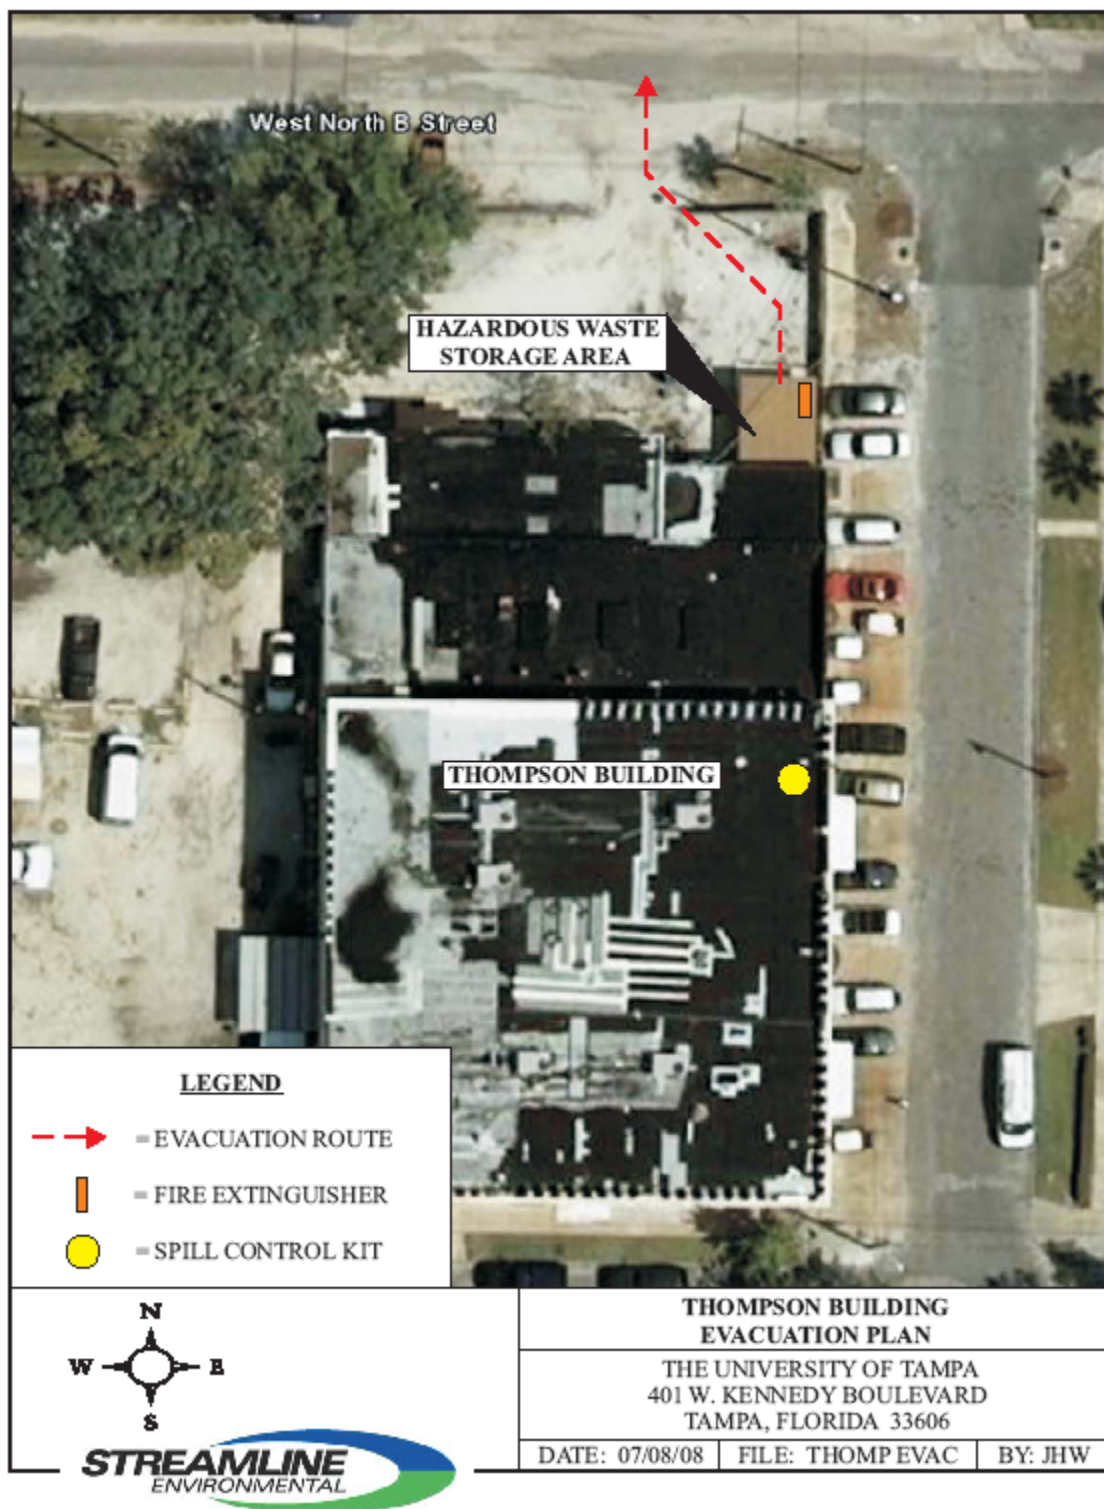 West North B Street
HAZARDOUS WASTE
STORAGE AREA
THOMPSON BUILDING
LEGEND
= EVACUATION ROUTE
= FIRE EXTINGUISHER
= SPILL CONTROL KIT
N
W E
S
STREAMLINE
ENVIRONMENTAL
THOMPSON BUILDING
EVACUATION PLAN
THE UNIVERSITY OF TAMPA
401 W. KENNEDY BOULEVARD
TAMPA, FLORIDA 33606
DATE: 07/08/08 FILE: THOMP EVAC BY: JHW